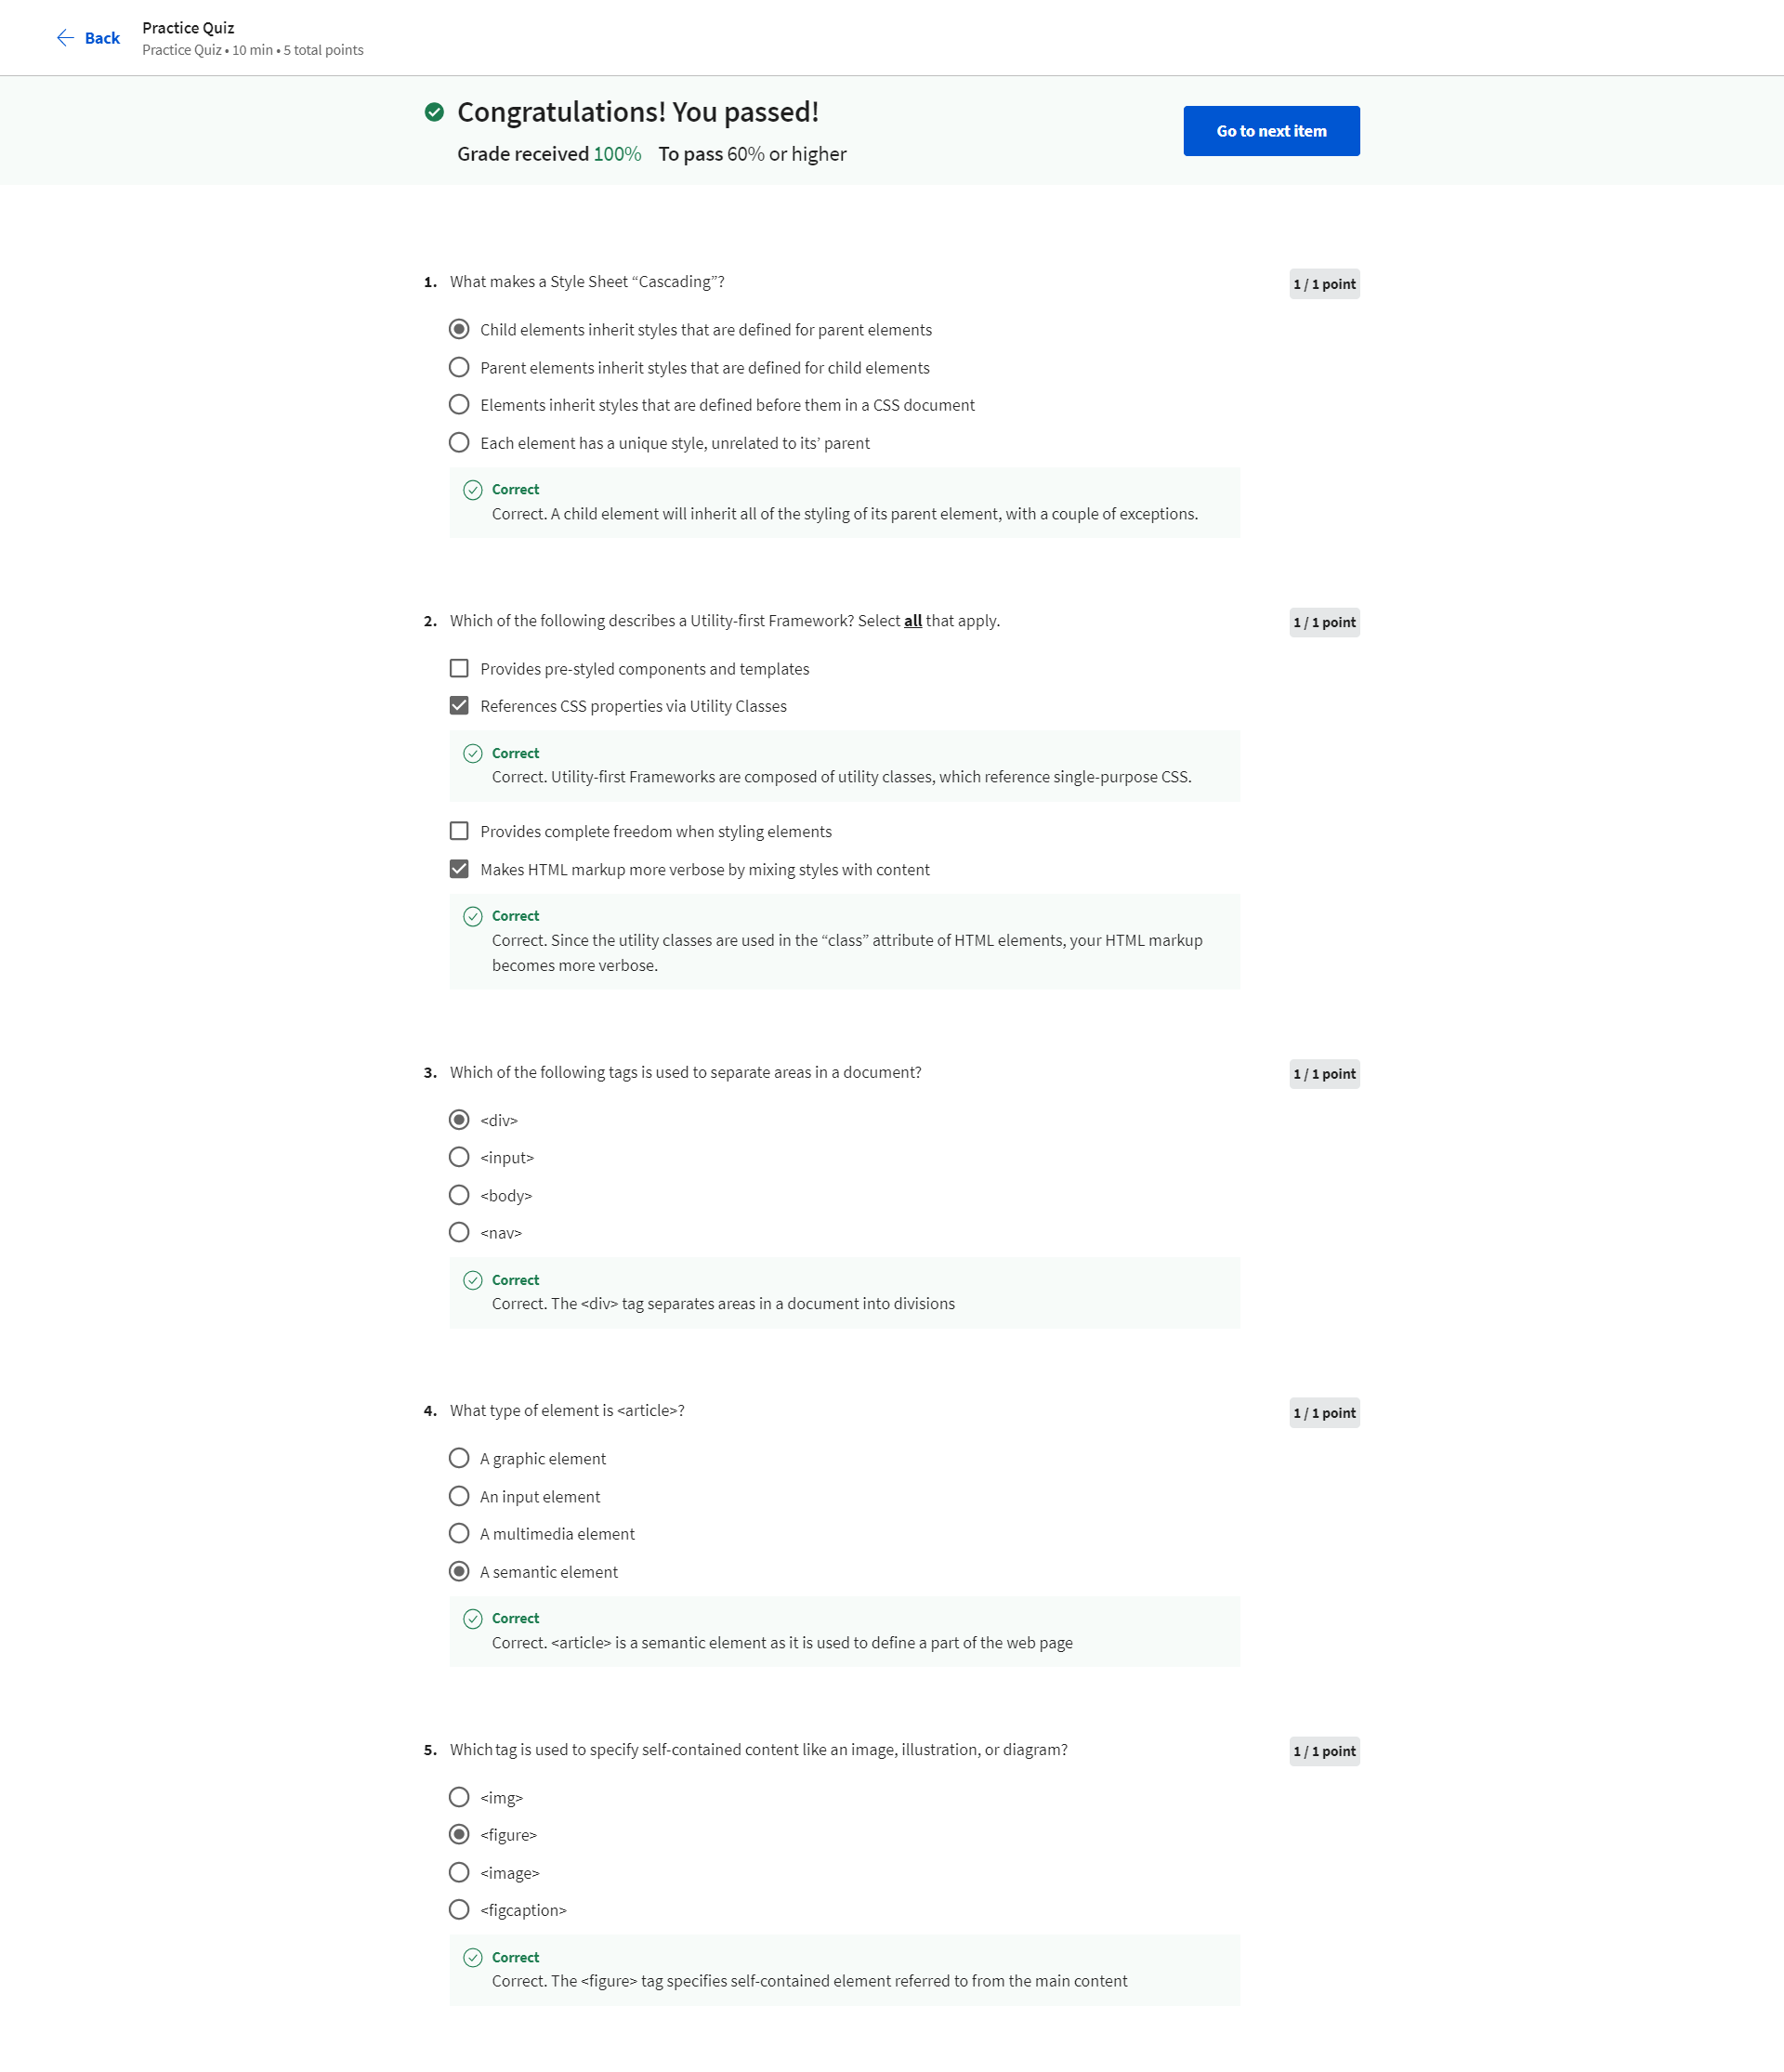 Back
Practice Quiz
Practice Quiz • 10 min • 5 total points
Congratulations! You passed!
Grade received 100% To pass 60% or higher
Go to next item
1. What makes a Style Sheet “Cascading”?
1 / 1 point
Child elements inherit styles that are defined for parent elements
Parent elements inherit styles that are defined for child elements
Elements inherit styles that are defined before them in a CSS document
Each element has a unique style, unrelated to its’ parent
Correct
Correct. A child element will inherit all of the styling of its parent element, with a couple of exceptions.
2. Which of the following describes a Utility-first Framework? Select all that apply.
1 / 1 point
Provides pre-styled components and templates
References CSS properties via Utility Classes
Correct
Correct. Utility-first Frameworks are composed of utility classes, which reference single-purpose CSS.
Provides complete freedom when styling elements
Makes HTML markup more verbose by mixing styles with content
Correct
Correct. Since the utility classes are used in the “class” attribute of HTML elements, your HTML markup
becomes more verbose.
3. Which of the following tags is used to separate areas in a document?
1 / 1 point
<div>
<input>
<body>
<nav>
Correct
Correct. The <div> tag separates areas in a document into divisions
4. What type of element is <article>?
1 / 1 point
A graphic element
An input element
A multimedia element
A semantic element
Correct
Correct. <article> is a semantic element as it is used to define a part of the web page
5. Which tag is used to specify self-contained content like an image, illustration, or diagram?
1 / 1 point
<img>
<figure>
<image>
<figcaption>
Correct
Correct. The <figure> tag specifies self-contained element referred to from the main content